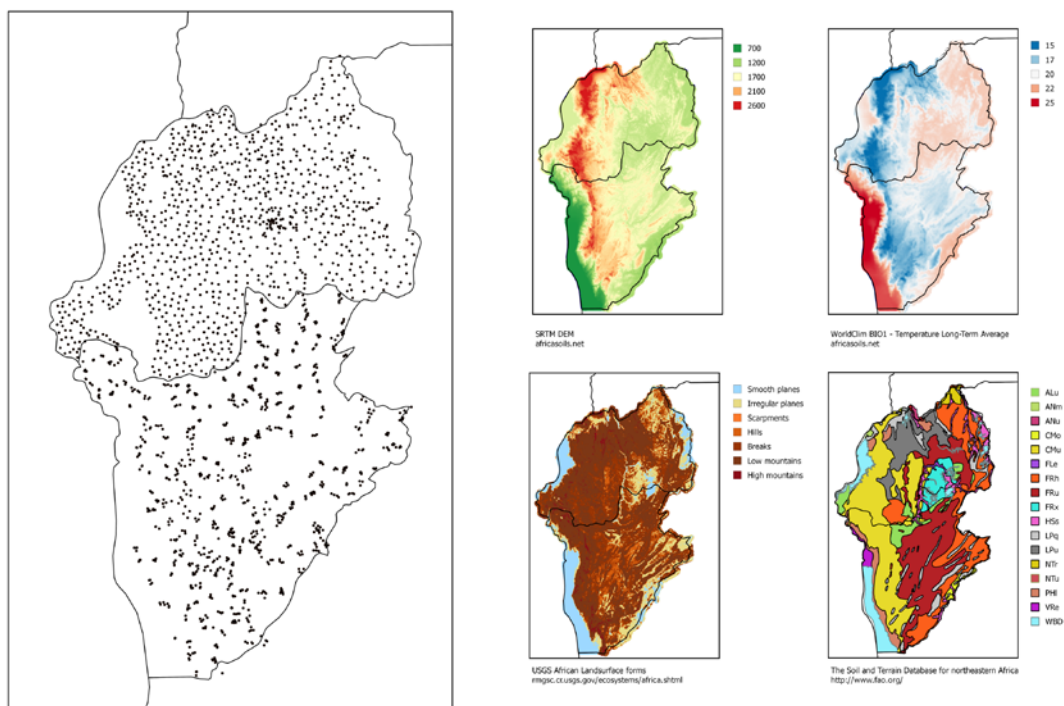 700
1200
1700
2100
2600
SRTM DEM
africasoils.net
15
17
20
22
25
WorldClim BIO1 - Temperature Long-Term Average
africasoils.net
Smooth planes
Irregular planes
Scarpments
Hills
Breaks
Low mountains
High mountains
USGS African Landsurface forms
rmgsc.cr.usgs.gov/ecosystems/africa.shtml
ALu
ANm
ANu
CMo
CMu
FLe
FRh
FRu
FRx
HSs
LPq
LPu
NTr
NTu
PHl
VRe
WBD
The Soil and Terrain Database for northeastern Africa
http://www.fao.org/